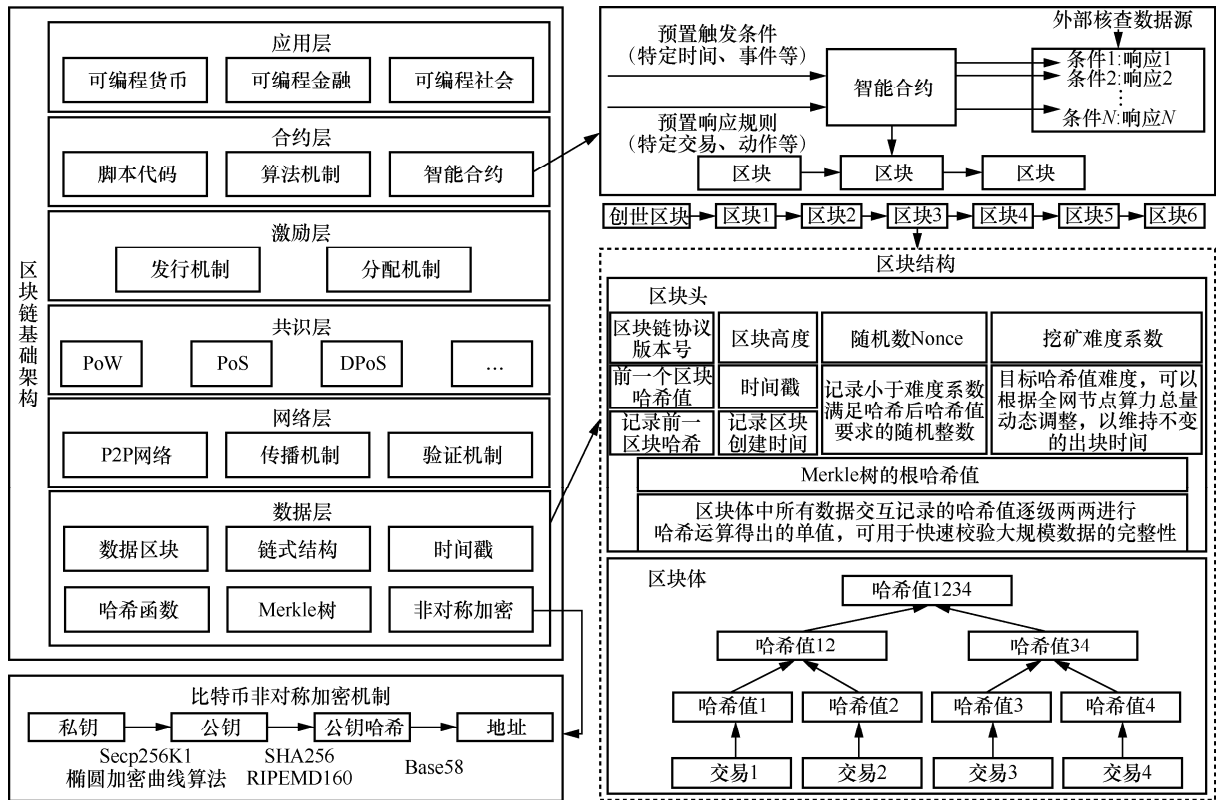 区块链基础架构
应用层
可编程货币
可编程金融
可编程社会
合约层
脚本代码
算法机制
智能合约
激励层
发行机制
分配机制
共识层
PoW
PoS
DPoS
…
网络层
P2P网络
传播机制
验证机制
数据层
数据区块
链式结构
时间戳
哈希函数
Merkle树
非对称加密
比特币非对称加密机制
私钥
公钥
公钥哈希
地址
Secp256K1
椭圆加密曲线算法
SHA256
RIPEMD160
Base58
预置触发条件
（特定时间、事件等）
预置响应规则
（特定交易、动作等）
智能合约
外部核查数据源
条件1:响应1
条件2:响应2
⋮
条件N:响应N
区块
区块
区块
创世区块
区块1
区块2
区块3
区块4
区块5
区块6
区块结构
区块头
区块链协议
版本号
区块高度
随机数Nonce
挖矿难度系数
前一个区块
哈希值
时间戳
记录小于难度系数
满足哈希后哈希值
要求的随机整数
目标哈希值难度，可以
根据全网节点算力总量
动态调整，以维持不变
的出块时间
记录前一
区块哈希
记录区块
创建时间
Merkle树的根哈希值
区块体中所有数据交互记录的哈希值逐级两两进行
哈希运算得出的单值，可用于快速校验大规模数据的完整性
区块体
哈希值1234
哈希值12
哈希值34
哈希值1
哈希值2
哈希值3
哈希值4
交易1
交易2
交易3
交易4